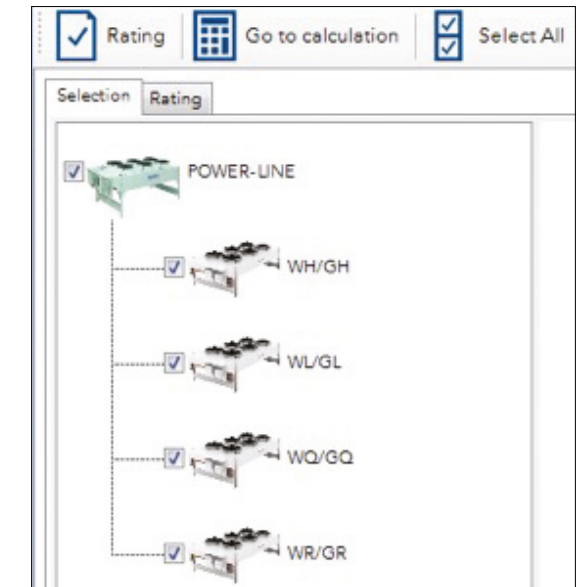 Rating Go to calculation Select All
Selection Rating
POWER-LINE
WH/GH
WL/GL
WQ/GQ
WR/GR